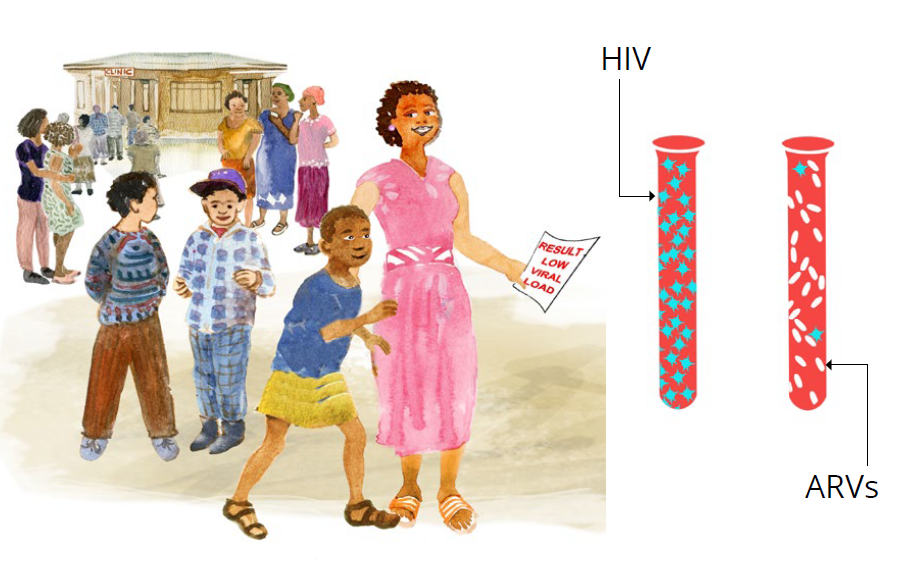 CLINIC
RESULT
LOW
VIRAL
LOAD
HIV
ARVs